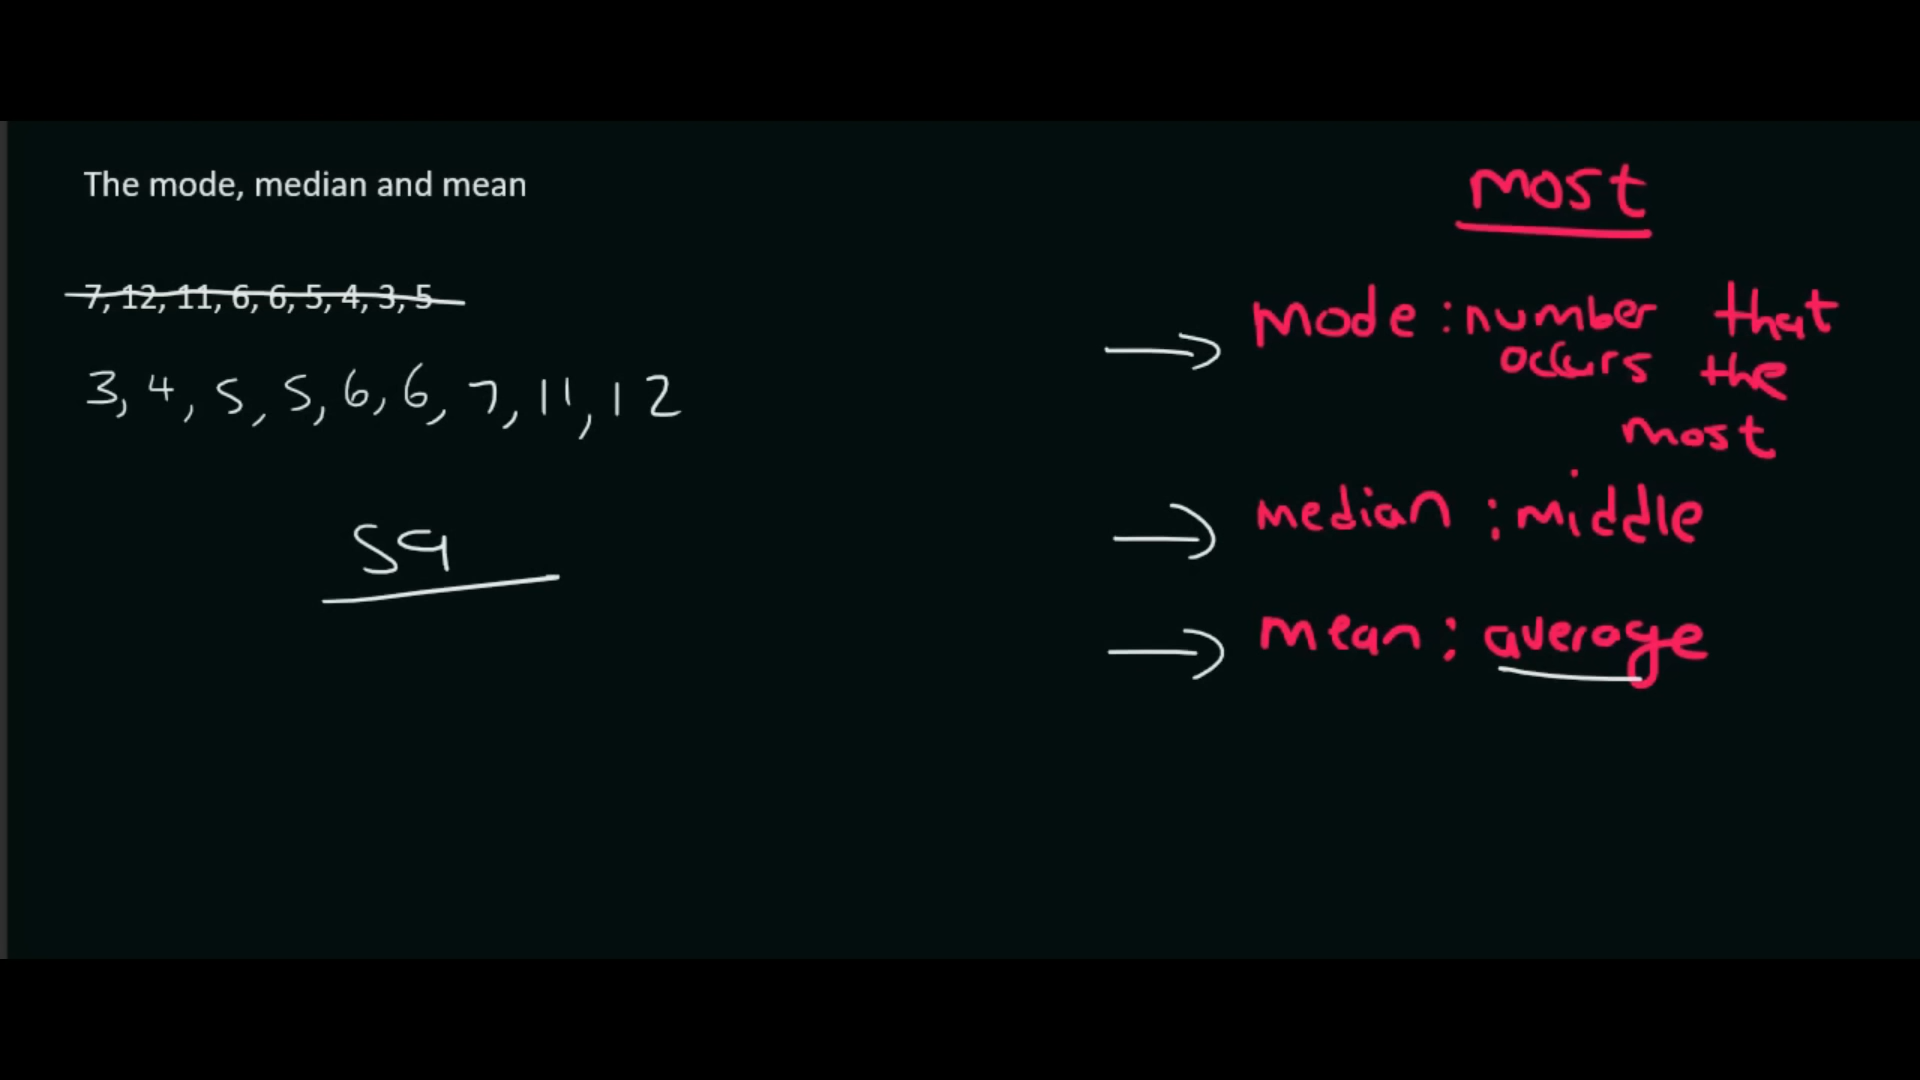 The mode, median and mean
most
7, 12, 11, 6, 6, 5, 4, 3, 5
mode : number that
occurs the
most
3, 4, 5, 5, 6, 6, 7, 11, 12
median : middle
59
mean : average